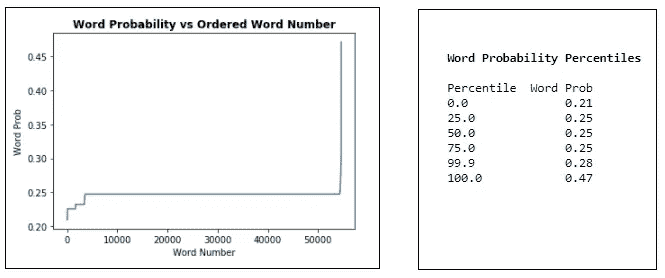 Word Probability vs Ordered Word Number
Word Prob
0.45
0.40
0.35
0.30
0.25
0.20
0 10000 20000 30000 40000 50000
Word Number
Word Probability Percentiles
Percentile Word Prob
0.0 0.21
25.0 0.25
50.0 0.25
75.0 0.25
99.9 0.28
100.0 0.47